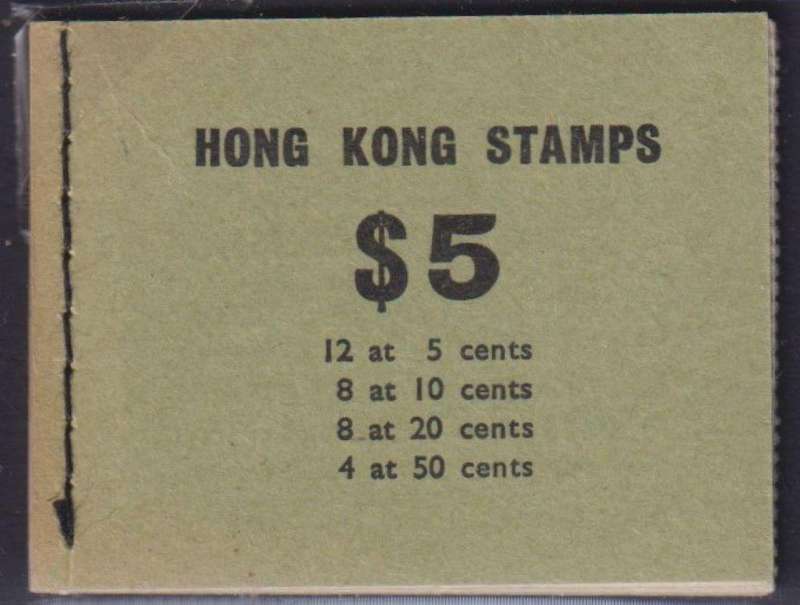 HONG KONG STAMPS
$5
12 at 5 cents
8 at 10 cents
8 at 20 cents
4 at 50 cents